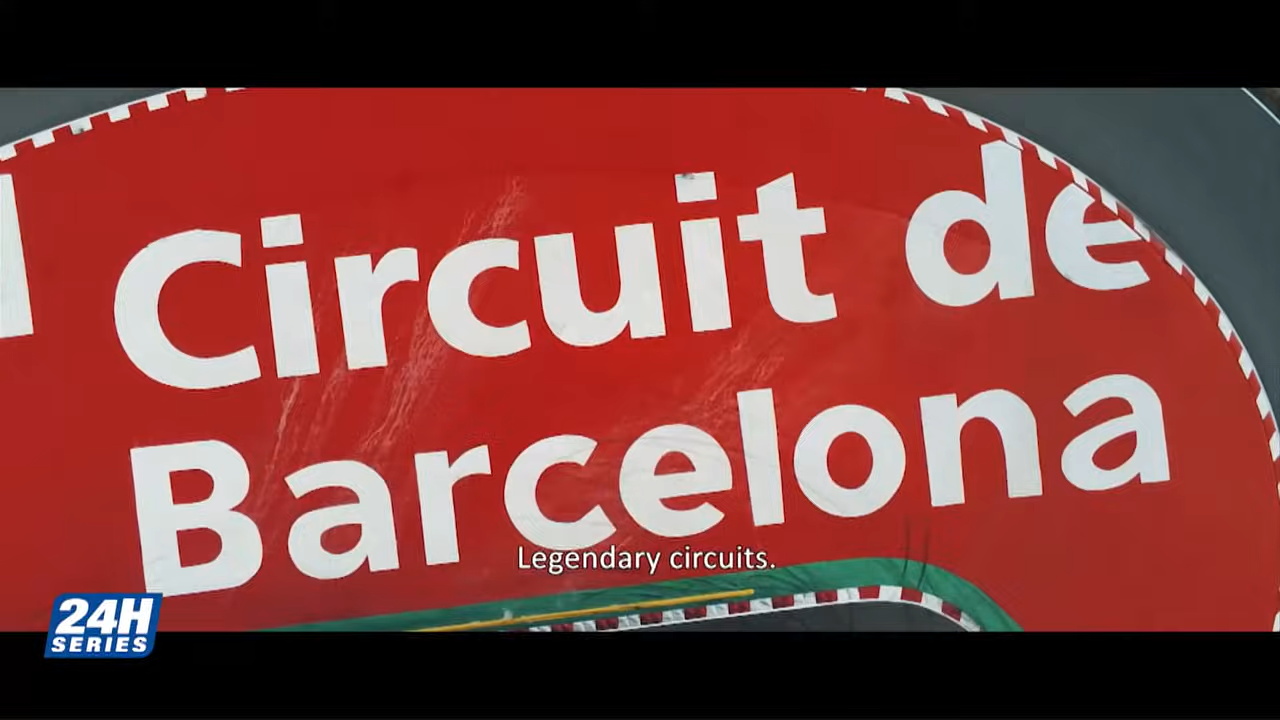 Circuit de
Barcelona
Legendary circuits.
24H
SERIES